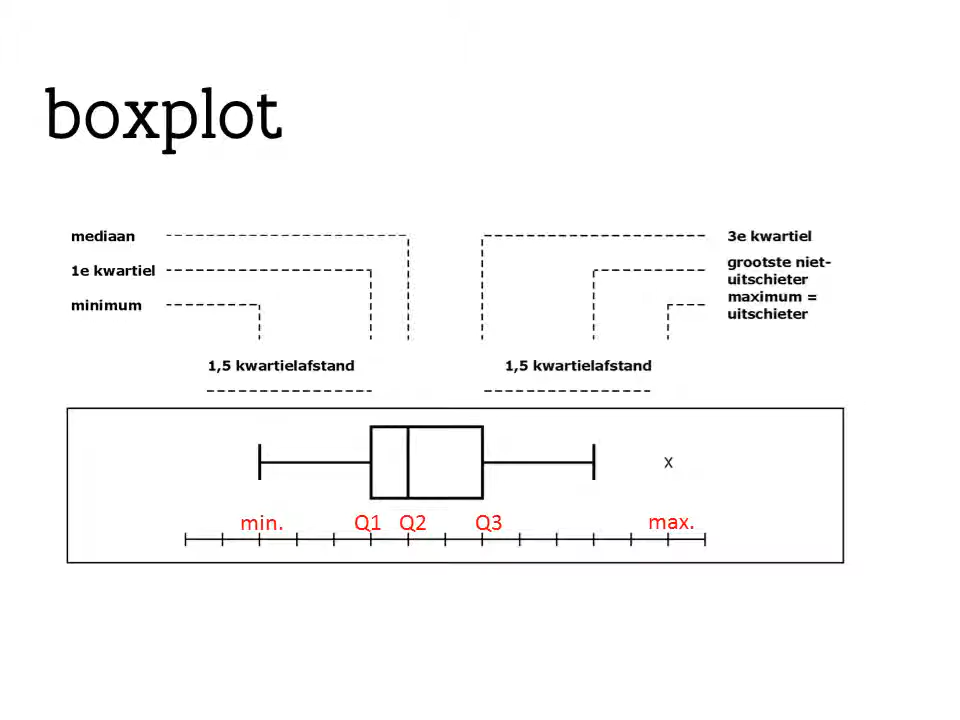 boxplot
mediaan
1e kwartiel
minimum
3e kwartiel
grootste niet-
uitschieter
maximum =
uitschieter
1,5 kwartielafstand
1,5 kwartielafstand
x
min.
Q1
Q2
Q3
max.